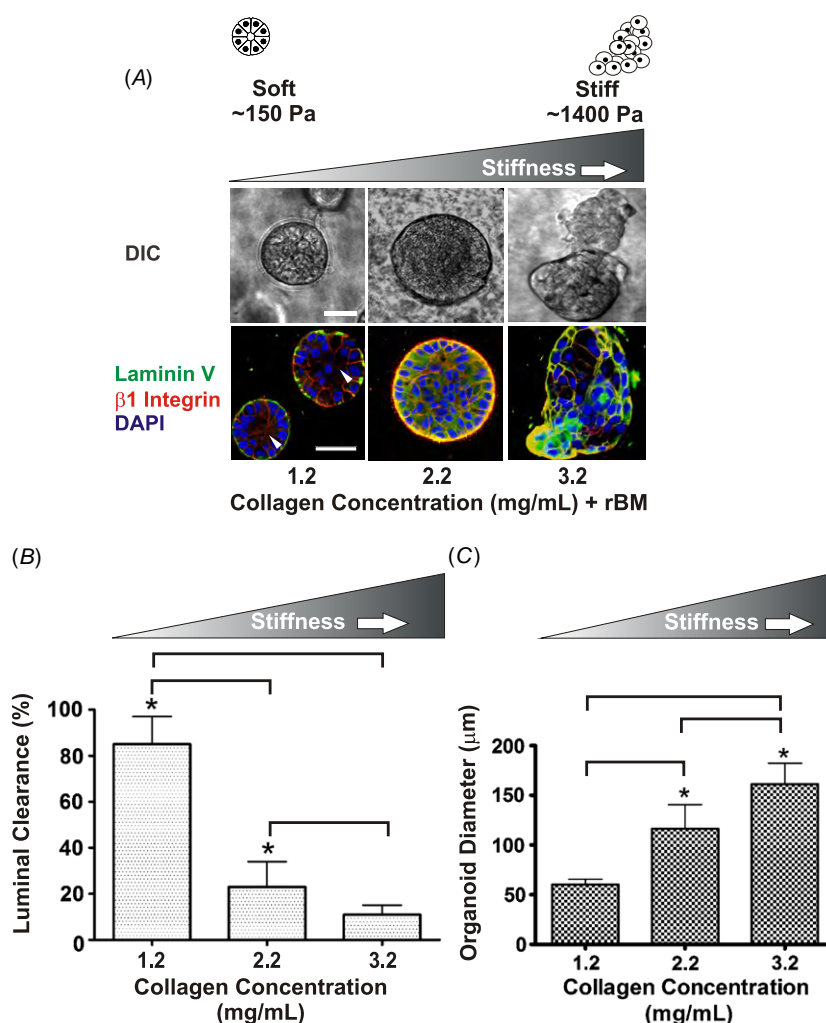 (A)
Soft
~150 Pa
Stiff
~1400 Pa
Stiffness
DIC
Laminin V
β1 Integrin
DAPI
1.2 2.2 3.2
Collagen Concentration (mg/mL) + rBM
(B)
Stiffness
Luminal Clearance (%)
100
80
60
40
20
0
*
*
1.2 2.2 3.2
Collagen Concentration
(mg/mL)
(C)
Stiffness
Organoid Diameter (μm)
200
150
100
50
0
*
*
1.2 2.2 3.2
Collagen Concentration
(mg/mL)